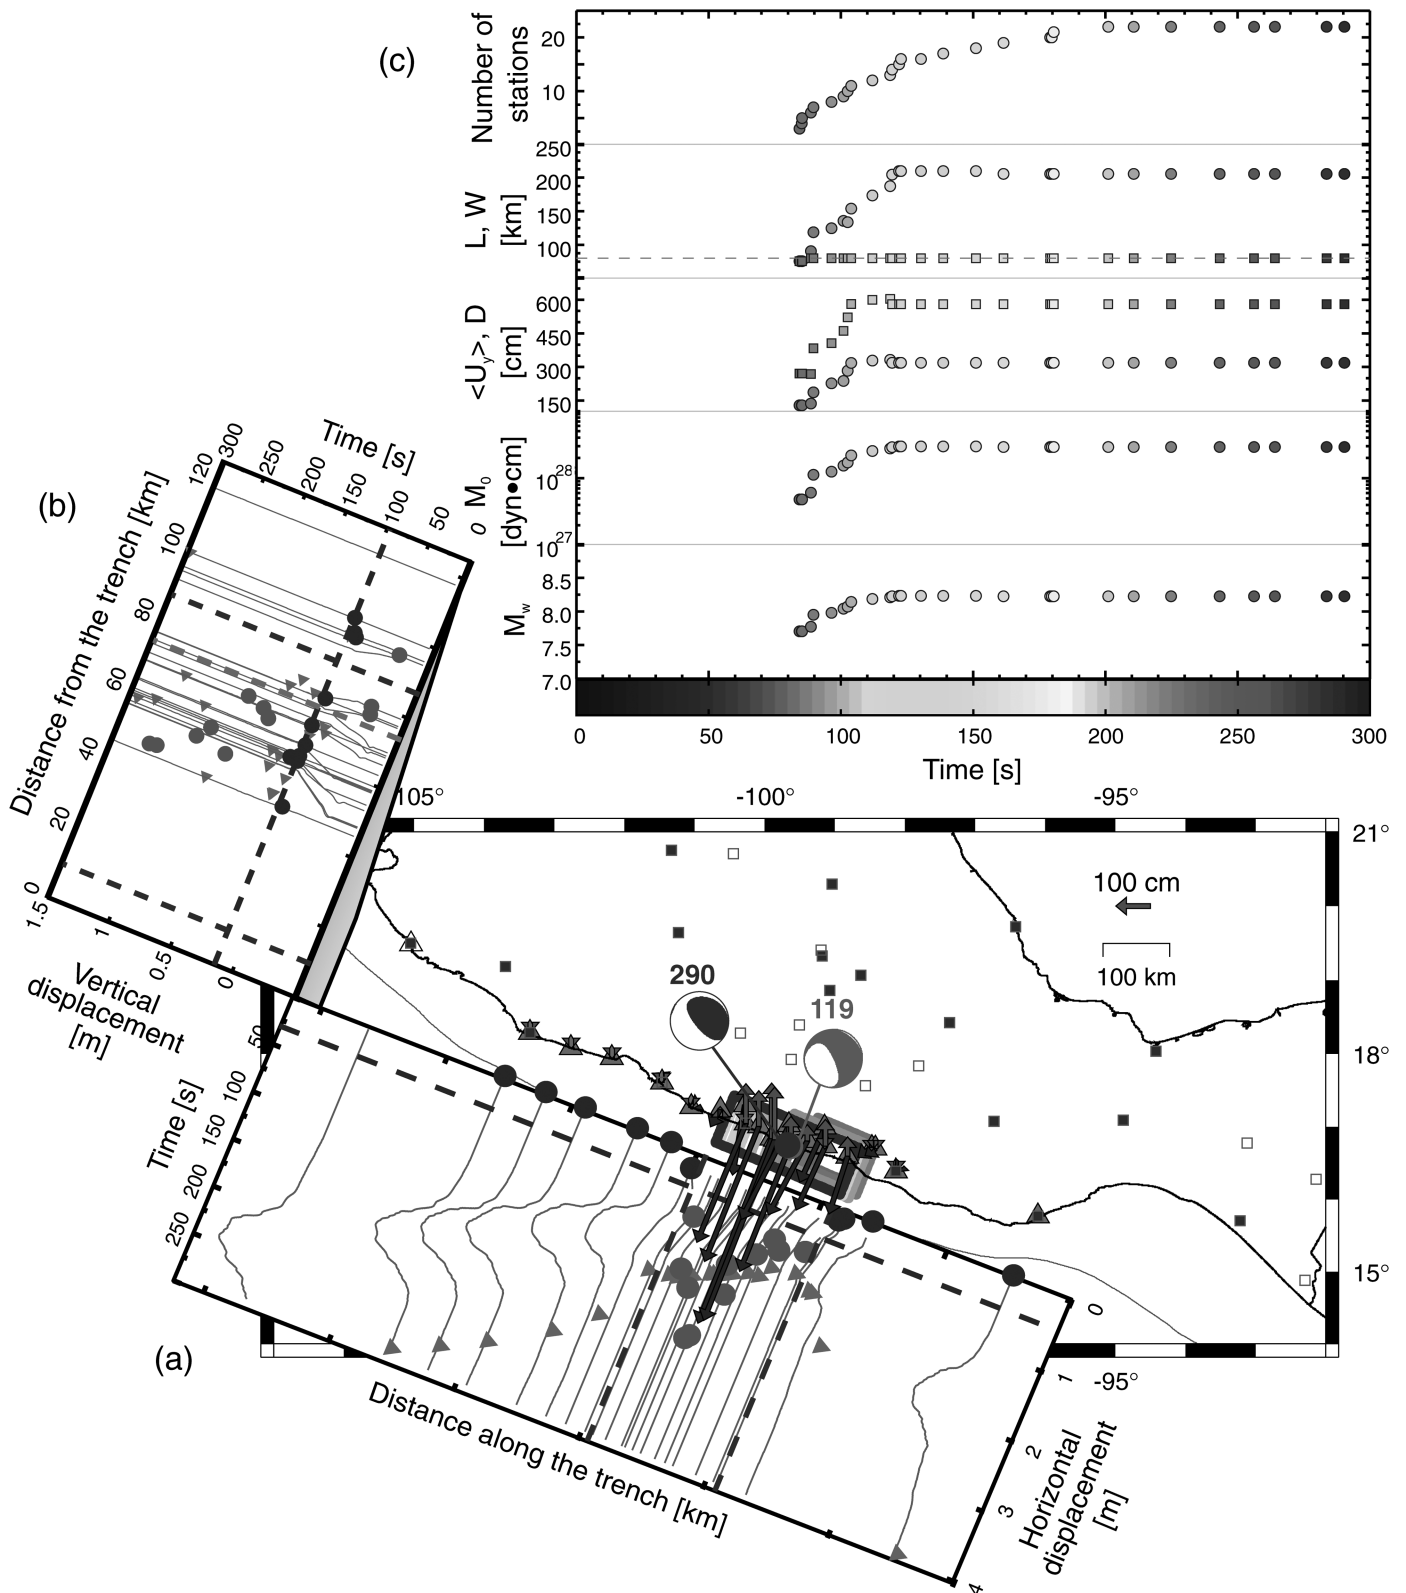 (c)
Number of
stations
20
10
L, W
[km]
250
200
150
100
<Uy>, D
[cm]
600
450
300
150
M0
[dyn•cm]
10^28
10^27
Mw
8.5
8.0
7.5
7.0
0 50 100 150 200 250 300
Time [s]
(b)
Time [s]
300 250 200 150 100 50 0
Distance from the trench [km]
120
100
80
60
40
20
0
1.5 1 0.5 0
Vertical
displacement
[m]
105° -100° -95°
21°
18°
15°
100 cm
100 km
290
119
(a)
Time [s]
50
100
150
200
250
Distance along the trench [km]
0
1
2
3
4
-95°
Horizontal
displacement
[m]